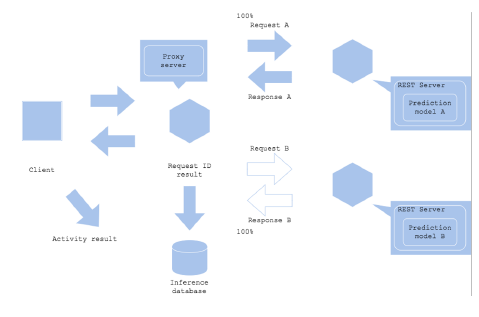 100%
Request A
Proxy
server
Response A
REST Server
Prediction
model A
Request B
Client
Request ID
result
Response B
REST Server
Prediction
model B
100%
Activity result
Inference
database